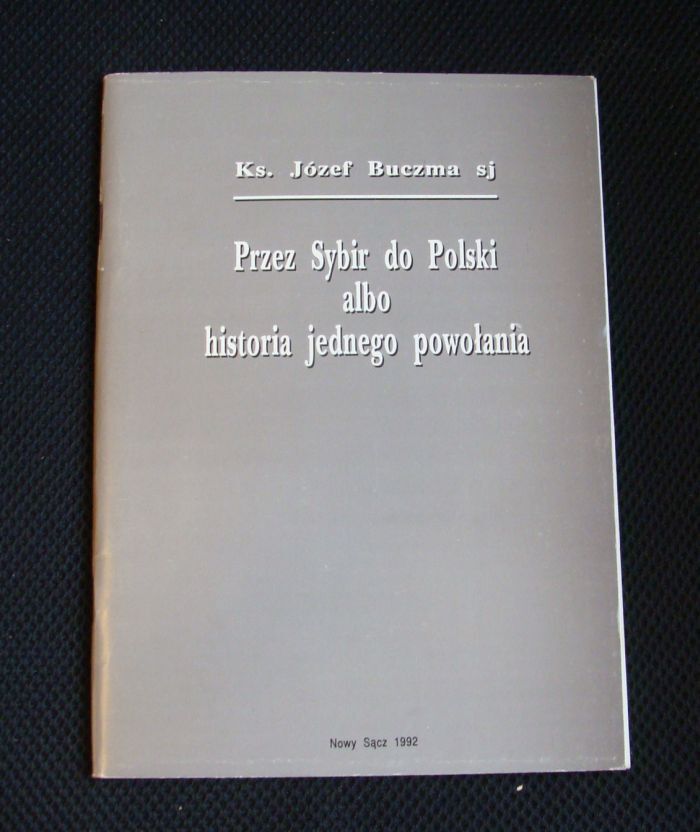 Ks. Józef Buczma sj
Przez Sybir do Polski
albo
historia jednego powołania
Nowy Sącz 1992